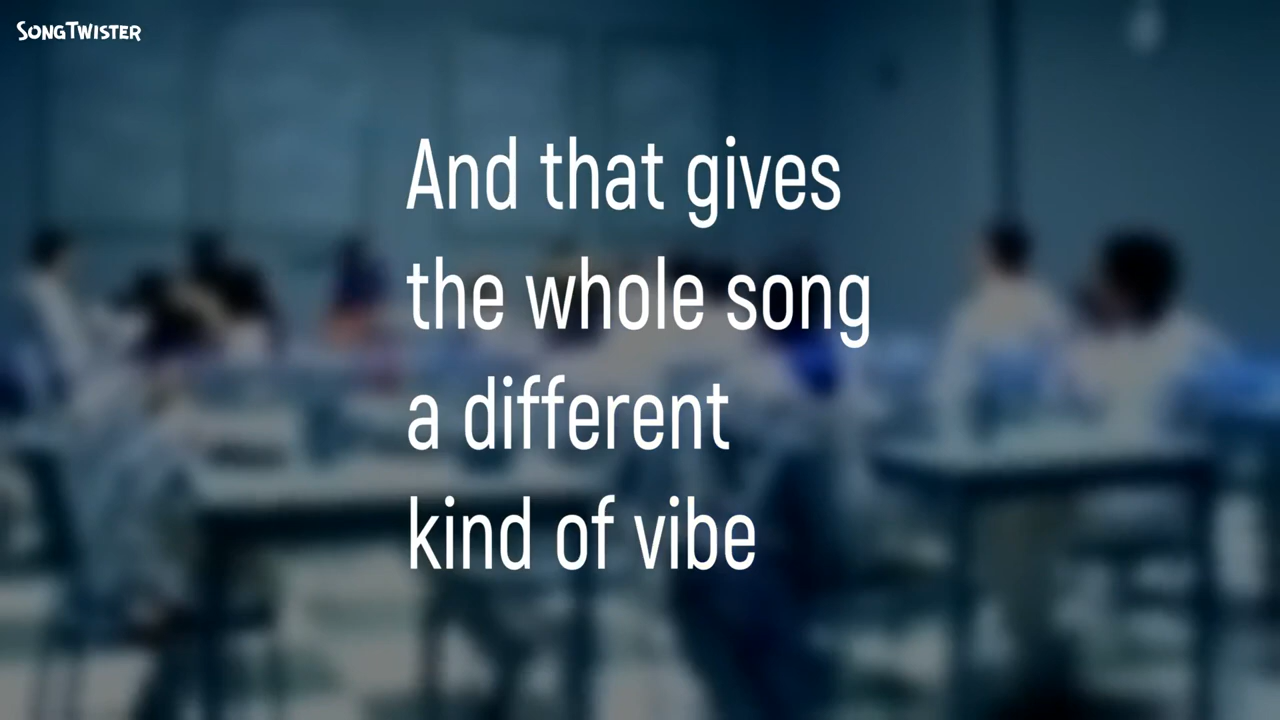 SONGTWISTER
And that gives
the whole song
a different
kind of vibe